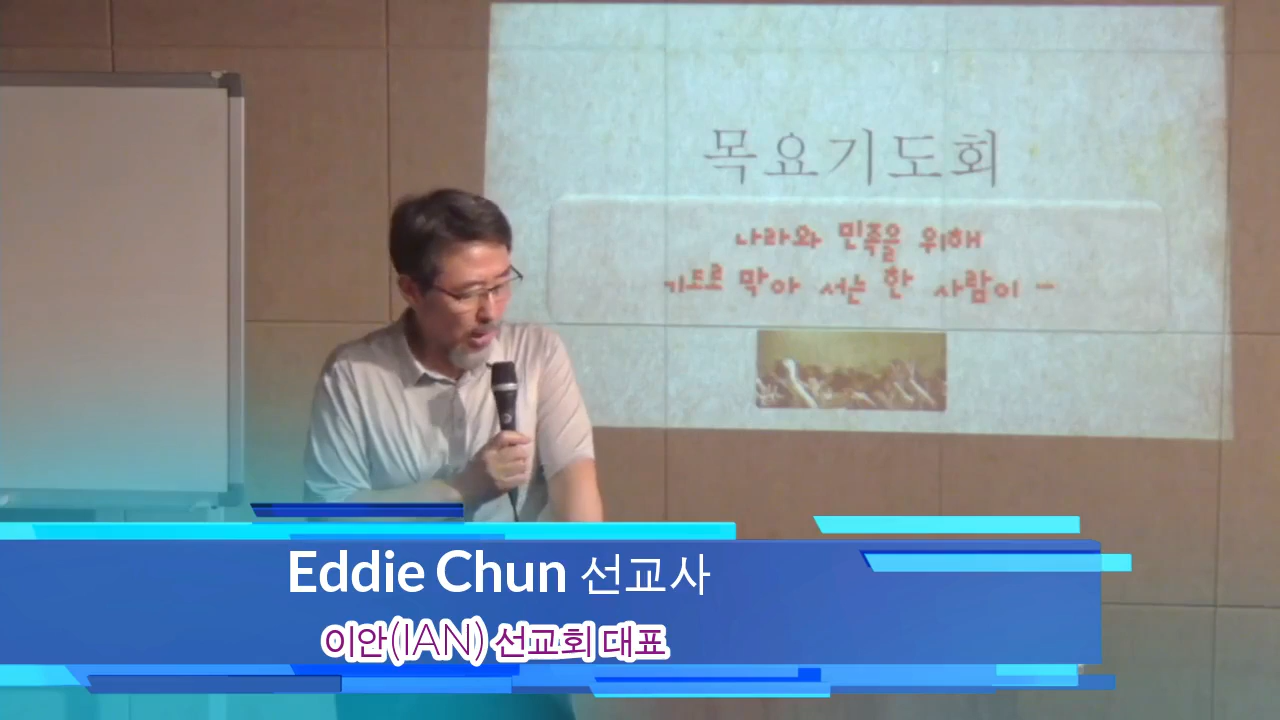 목요기도회
나라와 민족을 위해
기도로 막아 서는 한 사람이 -
Eddie Chun 선교사
이안(IAN) 선교회 대표